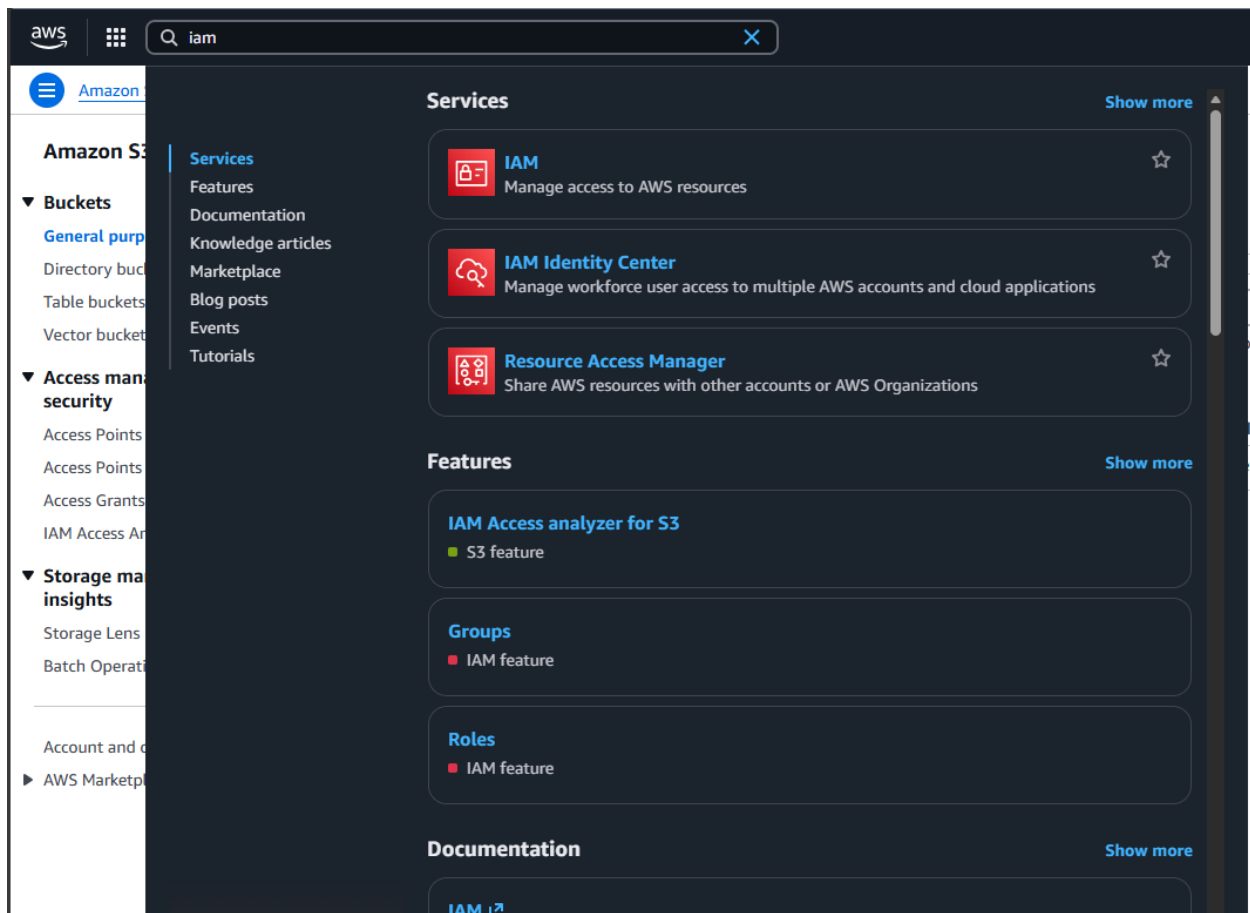 aws
iam
Amazon
Amazon S3
Buckets
General purp
Directory buc
Table buckets
Vector bucket
Access man
security
Access Points
Access Points
Access Grants
IAM Access An
Storage ma
insights
Storage Lens
Batch Operati
Account and
AWS Marketpl
Services
Features
Documentation
Knowledge articles
Marketplace
Blog posts
Events
Tutorials
Services Show more
IAM
Manage access to AWS resources
IAM Identity Center
Manage workforce user access to multiple AWS accounts and cloud applications
Resource Access Manager
Share AWS resources with other accounts or AWS Organizations
Features Show more
IAM Access analyzer for S3
S3 feature
Groups
IAM feature
Roles
IAM feature
Documentation Show more
IAM